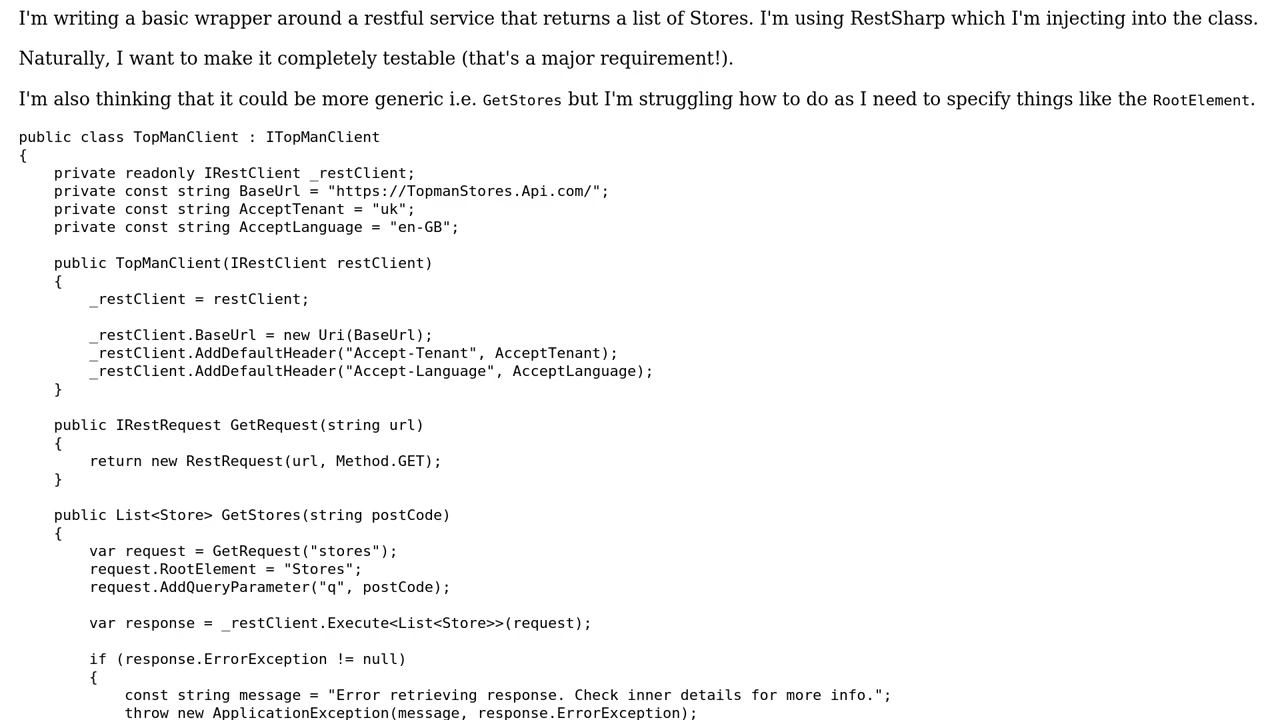 I'm writing a basic wrapper around a restful service that returns a list of Stores. I'm using RestSharp which I'm injecting into the class.
Naturally, I want to make it completely testable (that's a major requirement!).
I'm also thinking that it could be more generic i.e. GetStores but I'm struggling how to do as I need to specify things like the RootElement.
public class TopManClient : ITopManClient
{
    private readonly IRestClient _restClient;
    private const string BaseUrl = "https://TopmanStores.Api.com/";
    private const string AcceptTenant = "uk";
    private const string AcceptLanguage = "en-GB";

    public TopManClient(IRestClient restClient)
    {
        _restClient = restClient;

        _restClient.BaseUrl = new Uri(BaseUrl);
        _restClient.AddDefaultHeader("Accept-Tenant", AcceptTenant);
        _restClient.AddDefaultHeader("Accept-Language", AcceptLanguage);
    }

    public IRestRequest GetRequest(string url)
    {
        return new RestRequest(url, Method.GET);
    }

    public List<Store> GetStores(string postCode)
    {
        var request = GetRequest("stores");
        request.RootElement = "Stores";
        request.AddQueryParameter("q", postCode);

        var response = _restClient.Execute<List<Store>>(request);

        if (response.ErrorException != null)
        {
            const string message = "Error retrieving response. Check inner details for more info.";
            throw new ApplicationException(message, response.ErrorException);